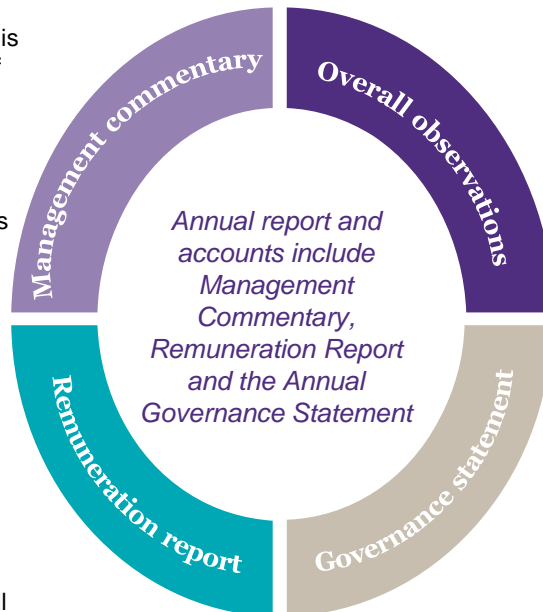 is
Management commentary
Overall observations
s
Annual report and
accounts include
Management
Commentary,
Remuneration Report
and the Annual
Governance Statement
Remuneration report
Governance statement
l